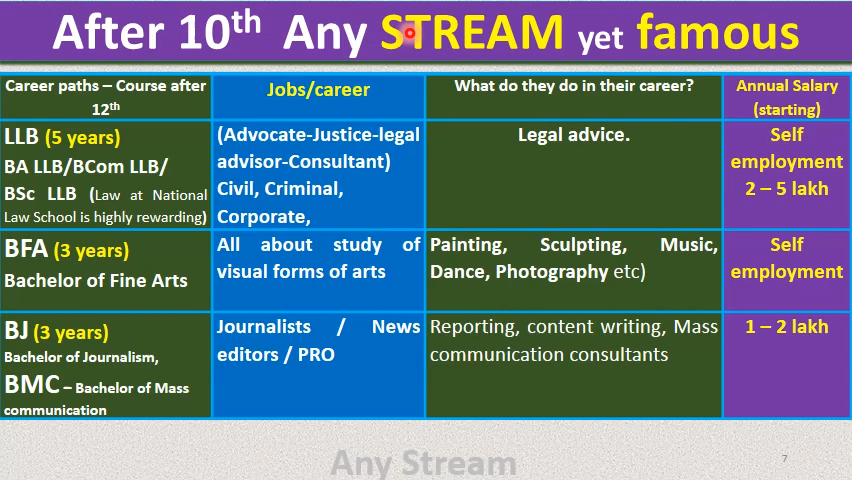 After 10th Any STREAM yet famous
Career paths – Course after 12th
Jobs/career
What do they do in their career?
Annual Salary (starting)
LLB (5 years)
BA LLB/BCom LLB/
BSc LLB (Law at National
Law School is highly rewarding)
(Advocate-Justice-legal
advisor-Consultant)
Civil, Criminal,
Corporate,
Legal advice.
Self
employment
2 – 5 lakh
BFA (3 years)
Bachelor of Fine Arts
All about study of
visual forms of arts
Painting, Sculpting, Music,
Dance, Photography etc)
Self
employment
BJ (3 years)
Bachelor of Journalism,
BMC – Bachelor of Mass
communication
Journalists / News
editors / PRO
Reporting, content writing, Mass
communication consultants
1 – 2 lakh
Any Stream
7